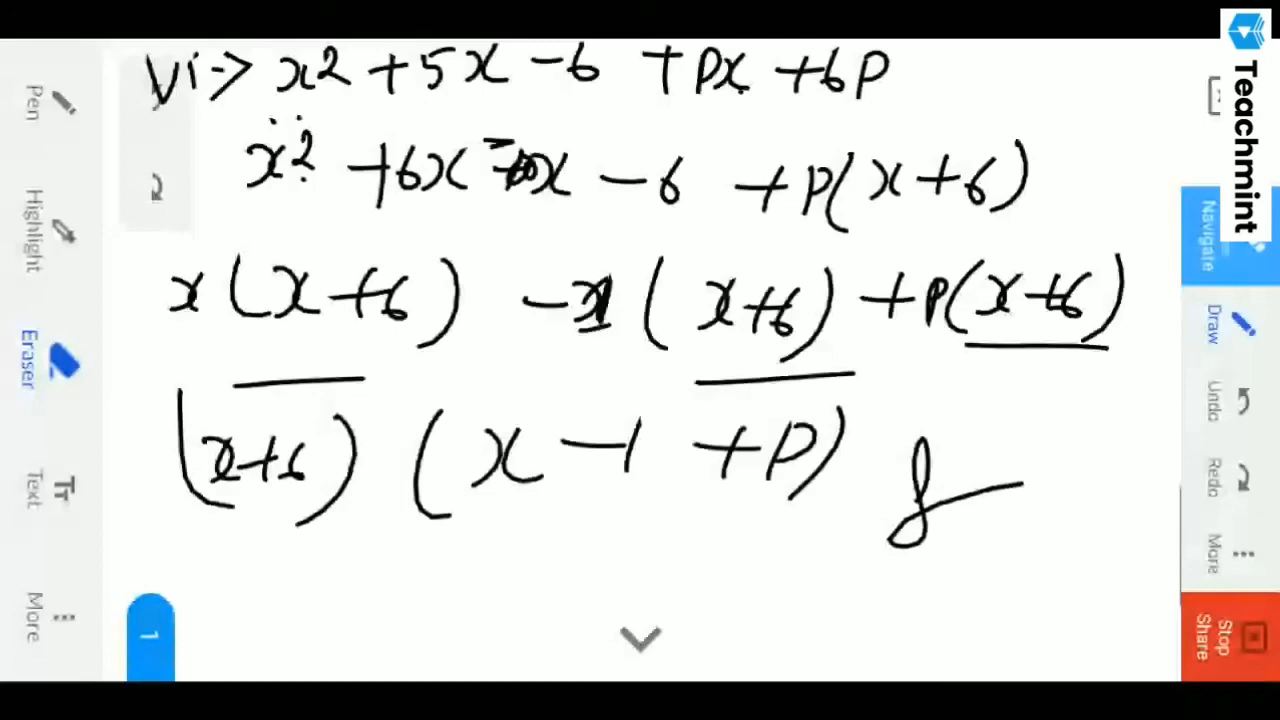 Vi-> x2 + 5x - 6 + Px + 6P
x2 + 6x - x - 6 + P(x + 6)
x(x + 6) - 1(x + 6) + P(x + 6)
(x + 6) (x - 1 + P)
1
Pen
Highlight
Eraser
Text
More
Teachmint
Navigate
Draw
Undo
Redo
More
Stop
Share